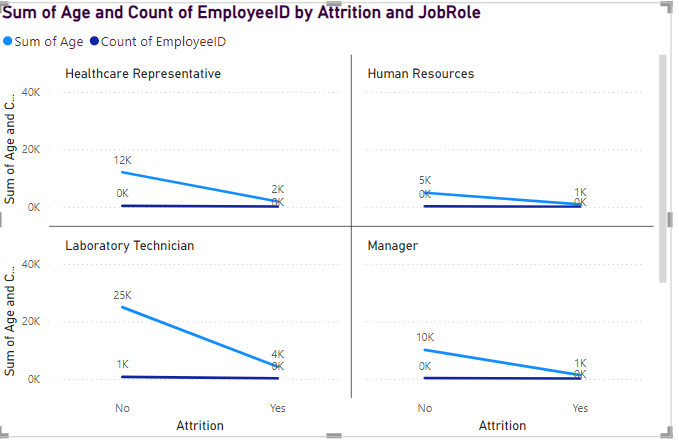 Sum of Age and Count of EmployeeID by Attrition and JobRole
Sum of Age Count of EmployeeID
Healthcare Representative
Human Resources
Sum of Age and C...
40K
20K
0K
12K
0K
2K
0K
5K
0K
1K
0K
Laboratory Technician
Manager
Sum of Age and C...
40K
20K
0K
25K
1K
4K
0K
10K
0K
1K
0K
No Yes
No Yes
Attrition
Attrition